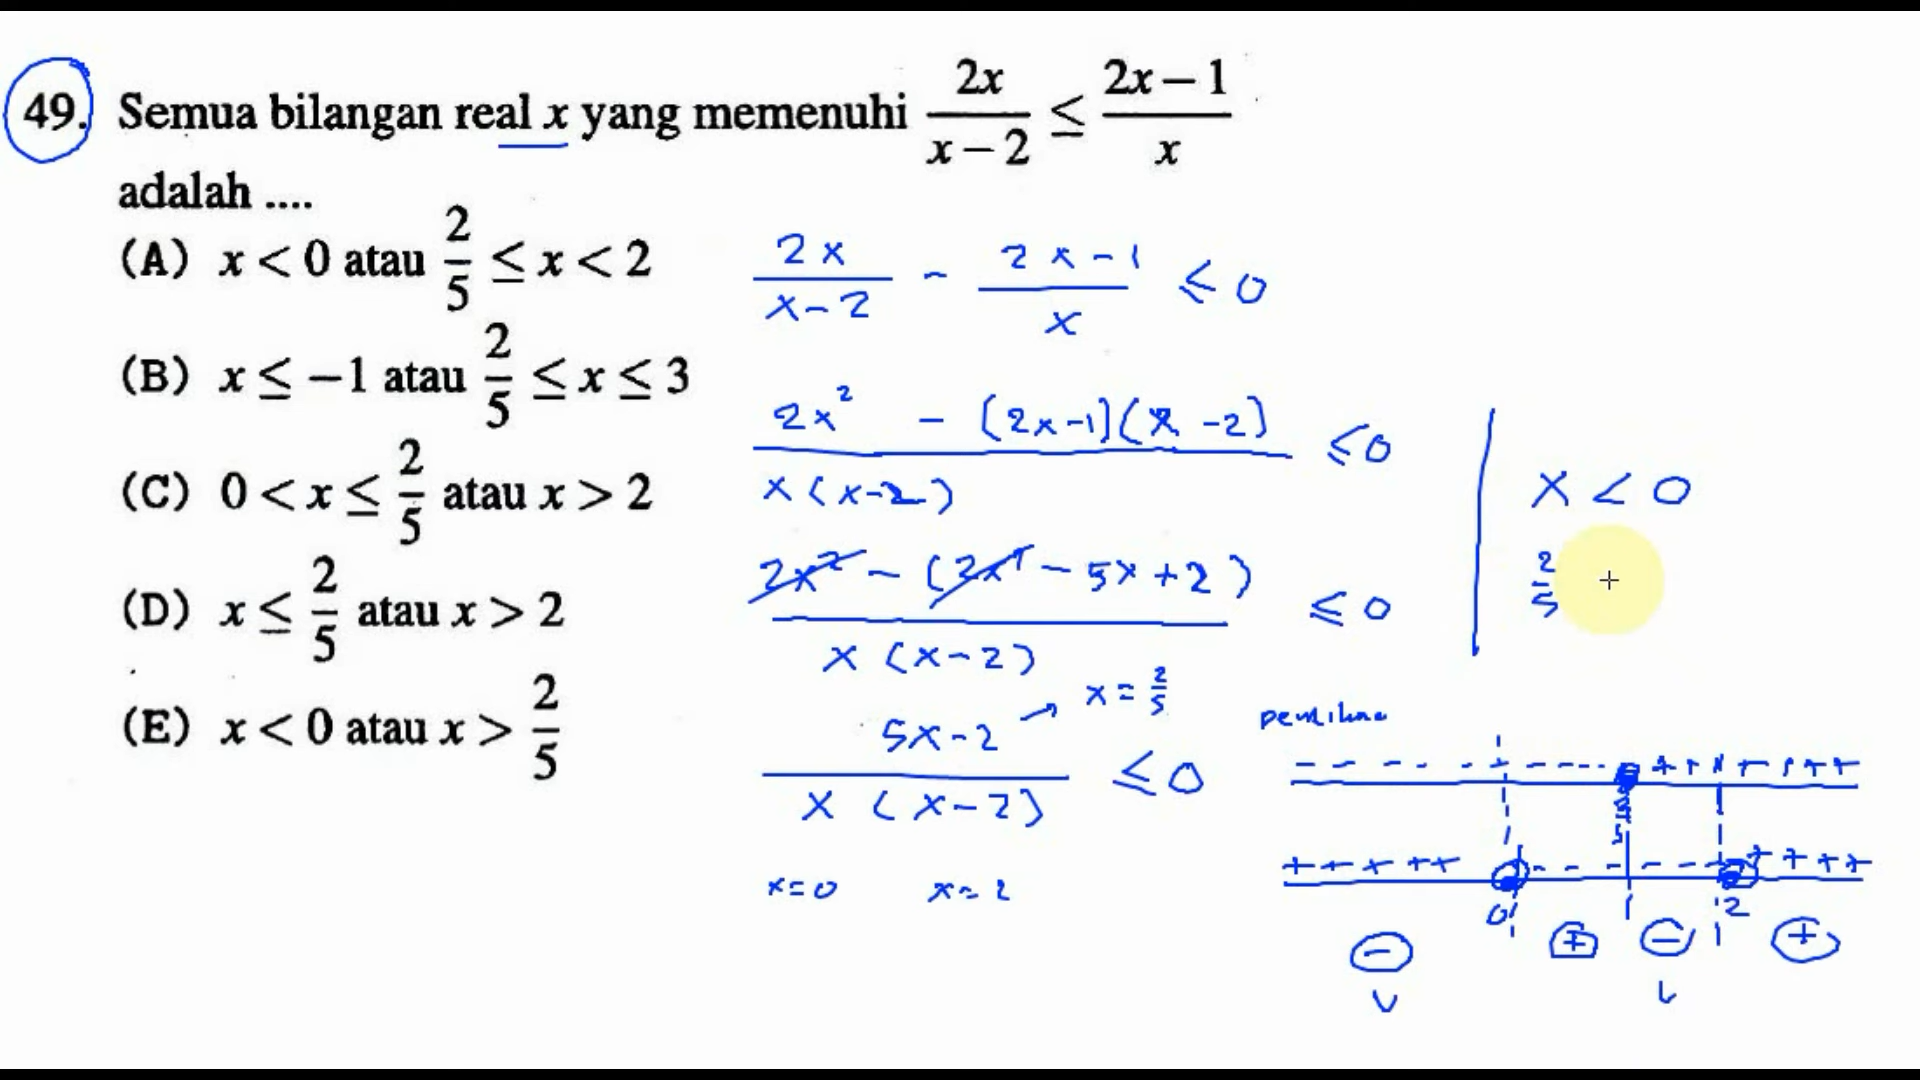 49. Semua bilangan real x yang memenuhi 2x/(x − 2) ≤ (2x − 1)/x
adalah ....
(A) x < 0 atau 2/5 ≤ x < 2
(B) x ≤ −1 atau 2/5 ≤ x ≤ 3
(C) 0 < x ≤ 2/5 atau x > 2
(D) x ≤ 2/5 atau x > 2
(E) x < 0 atau x > 2/5
2x/(x-2) - (2x-1)/x ≤ 0
(2x² - (2x-1)(x-2))/(x(x-2)) ≤ 0
(2x² - (2x² - 5x + 2))/(x(x-2)) ≤ 0
(5x-2)/(x(x-2)) ≤ 0
→ x = 2/5
x=0 x=2
x < 0
2/5
- - - - - - - - - + + + + + + +
+ + + + + - - - - - + + + +
0 2
- + - +